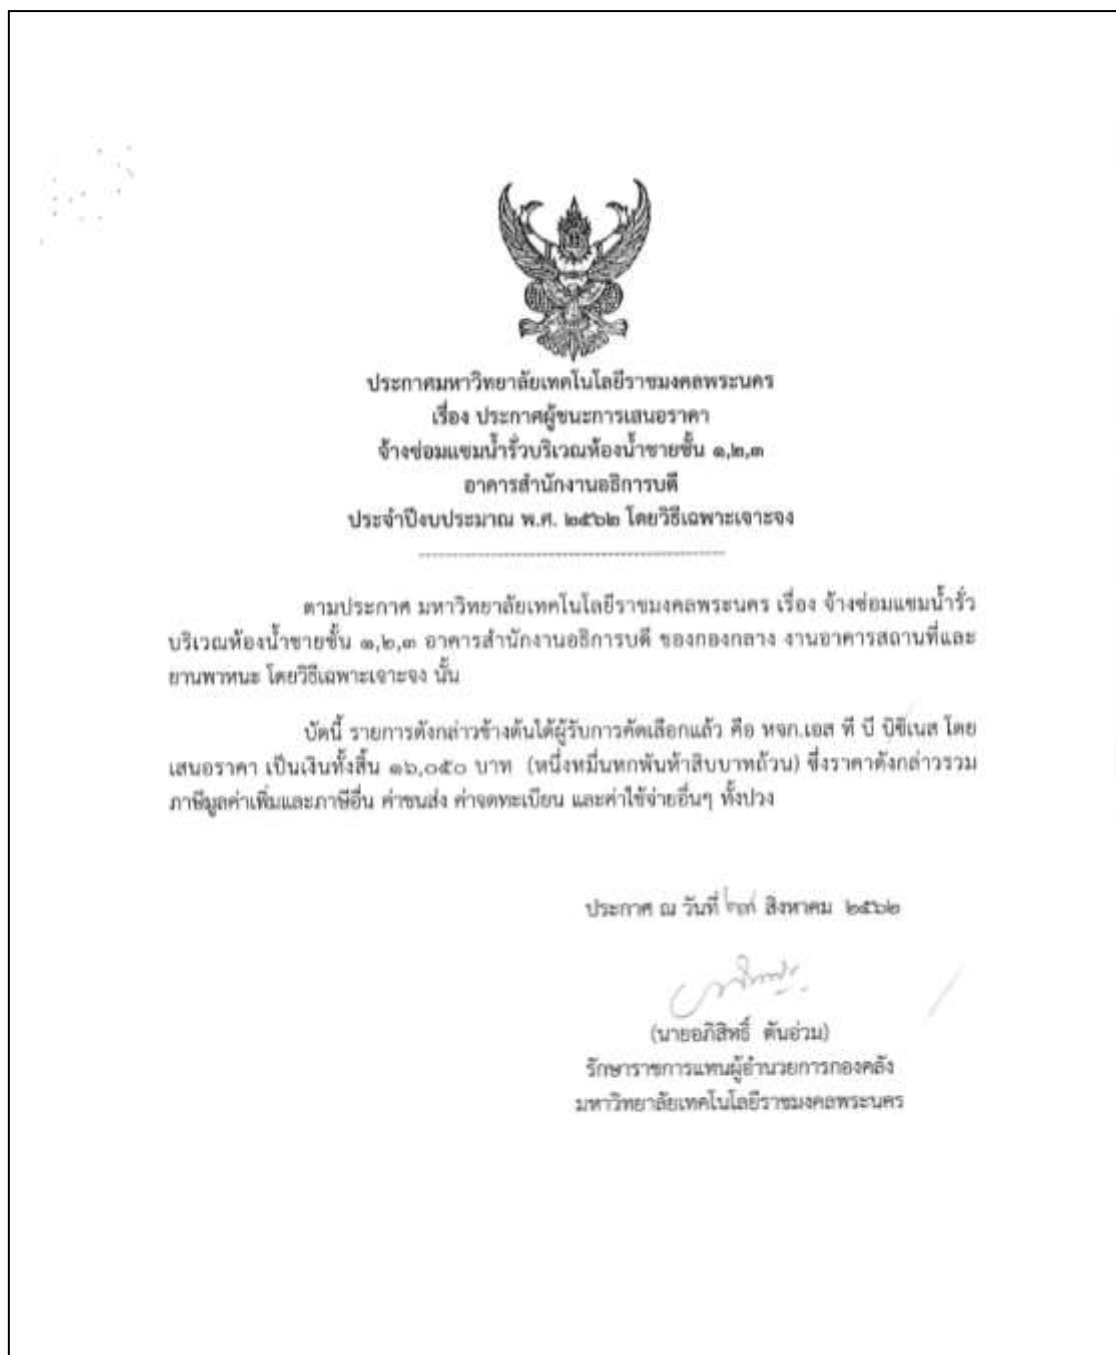 ประกาศมหาวิทยาลัยเทคโนโลยีราชมงคลพระนคร
เรื่อง ประกาศผู้ชนะการเสนอราคา
จ้างซ่อมแซมน้ำรั่วบริเวณห้องน้ำชายชั้น ๑,๒,๓
อาคารสำนักงานอธิการบดี
ประจำปีงบประมาณ พ.ศ. ๒๕๖๒ โดยวิธีเฉพาะเจาะจง
ตามประกาศ มหาวิทยาลัยเทคโนโลยีราชมงคลพระนคร เรื่อง จ้างซ่อมแซมน้ำรั่ว
บริเวณห้องน้ำชายชั้น ๑,๒,๓ อาคารสำนักงานอธิการบดี ของกองกลาง งานอาคารสถานที่และ
ยานพาหนะ โดยวิธีเฉพาะเจาะจง นั้น
บัดนี้ รายการดังกล่าวข้างต้นได้ผู้รับการคัดเลือกแล้ว คือ หจก.เอส ที บี บิซิเนส โดย
เสนอราคา เป็นเงินทั้งสิ้น ๑๖,๐๕๐ บาท (หนึ่งหมื่นหกพันห้าสิบบาทถ้วน) ซึ่งราคาดังกล่าวรวม
ภาษีมูลค่าเพิ่มและภาษีอื่น ค่าขนส่ง ค่าจดทะเบียน และค่าใช้จ่ายอื่นๆ ทั้งปวง
ประกาศ ณ วันที่ สิงหาคม ๒๕๖๒
(นายอภิสิทธิ์ ตันอ่วม)
รักษาราชการแทนผู้อำนวยการกองคลัง
มหาวิทยาลัยเทคโนโลยีราชมงคลพระนคร